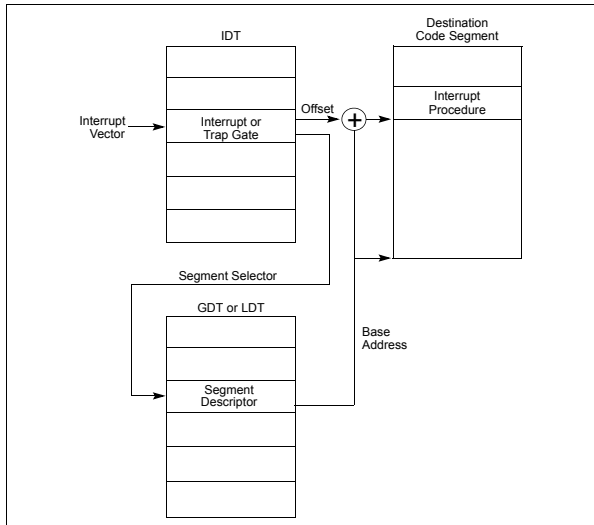 Destination
Code Segment
IDT
Interrupt
Vector
Interrupt or
Trap Gate
Offset
+
Interrupt
Procedure
Segment Selector
GDT or LDT
Base
Address
Segment
Descriptor